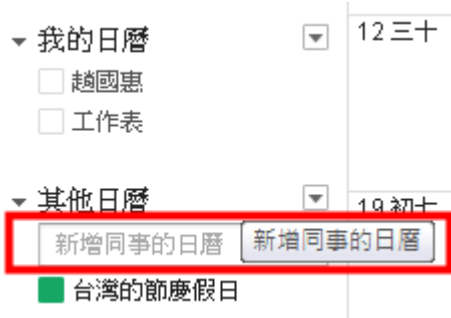 我的日曆
12 三十
趙國惠
工作表
其他日曆
19 初七
新增同事的日曆
新增同事的日曆
台灣的節慶假日